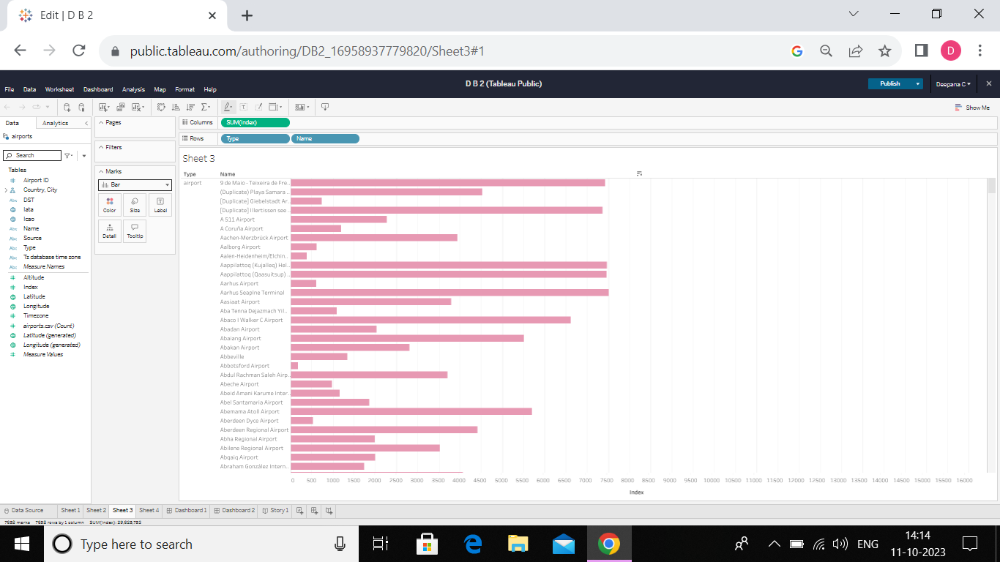 Edit | D B 2
public.tableau.com/authoring/DB2_16958937779820/Sheet3#1
D
D B 2 (Tableau Public)
Publish
Deepana C
File Data Worksheet Dashboard Analysis Map Format Help
Show Me
Data Analytics
Pages
Columns SUM(Index)
airports
Rows Type Name
Filters
Search
Sheet 3
Tables
Marks
Type Name
Airport ID
Bar
airport 9 de Maio - Teixeira de Fre..
Country, City
(Duplicate) Playa Samara ..
Abc DST
[Duplicate] Giebelstadt Ar..
Iata
Color Size Label
[Duplicate] Illertissen see ..
Icao
A 511 Airport
Abc Name
A Coruña Airport
Abc Source
Detail Tooltip
Aachen-Merzbrück Airport
Abc Type
Aalborg Airport
Abc Tz database time zone
Aalen-Heidenheim/Elchin..
Abc Measure Names
Aappilattoq (Kujalleq) Hel..
Altitude
Aappilattoq (Qaasuitsup) ..
Index
Aarhus Airport
Latitude
Aarhus Seaplne Terminal
Longitude
Aasiaat Airport
Timezone
Aba Tenna Dejazmach Yil..
airports.csv (Count)
Abaco I Walker C Airport
Latitude (generated)
Abadan Airport
Longitude (generated)
Abaiang Airport
Measure Values
Abakan Airport
Abbeville
Abbotsford Airport
Abdul Rachman Saleh Airp..
Abeche Airport
Abeid Amani Karume Inter..
Abel Santamaria Airport
Abemama Atoll Airport
Aberdeen Dyce Airport
Aberdeen Regional Airport
Abha Regional Airport
Abilene Regional Airport
Abqaiq Airport
Abraham González Intern..
0 500 1000 1500 2000 2500 3000 3500 4000 4500 5000 5500 6000 6500 7000 7500 8000 8500 9000 9500 10000 10500 11000 11500 12000 12500 13000 13500 14000 14500 15000 15500 16000
Index
Data Source Sheet 1 Sheet 2 Sheet 3 Sheet 4 Dashboard 1 Dashboard 2 Story 1
7658 marks 7658 rows by 1 column SUM(Index): 29,625,753
Type here to search
ENG
14:14
11-10-2023